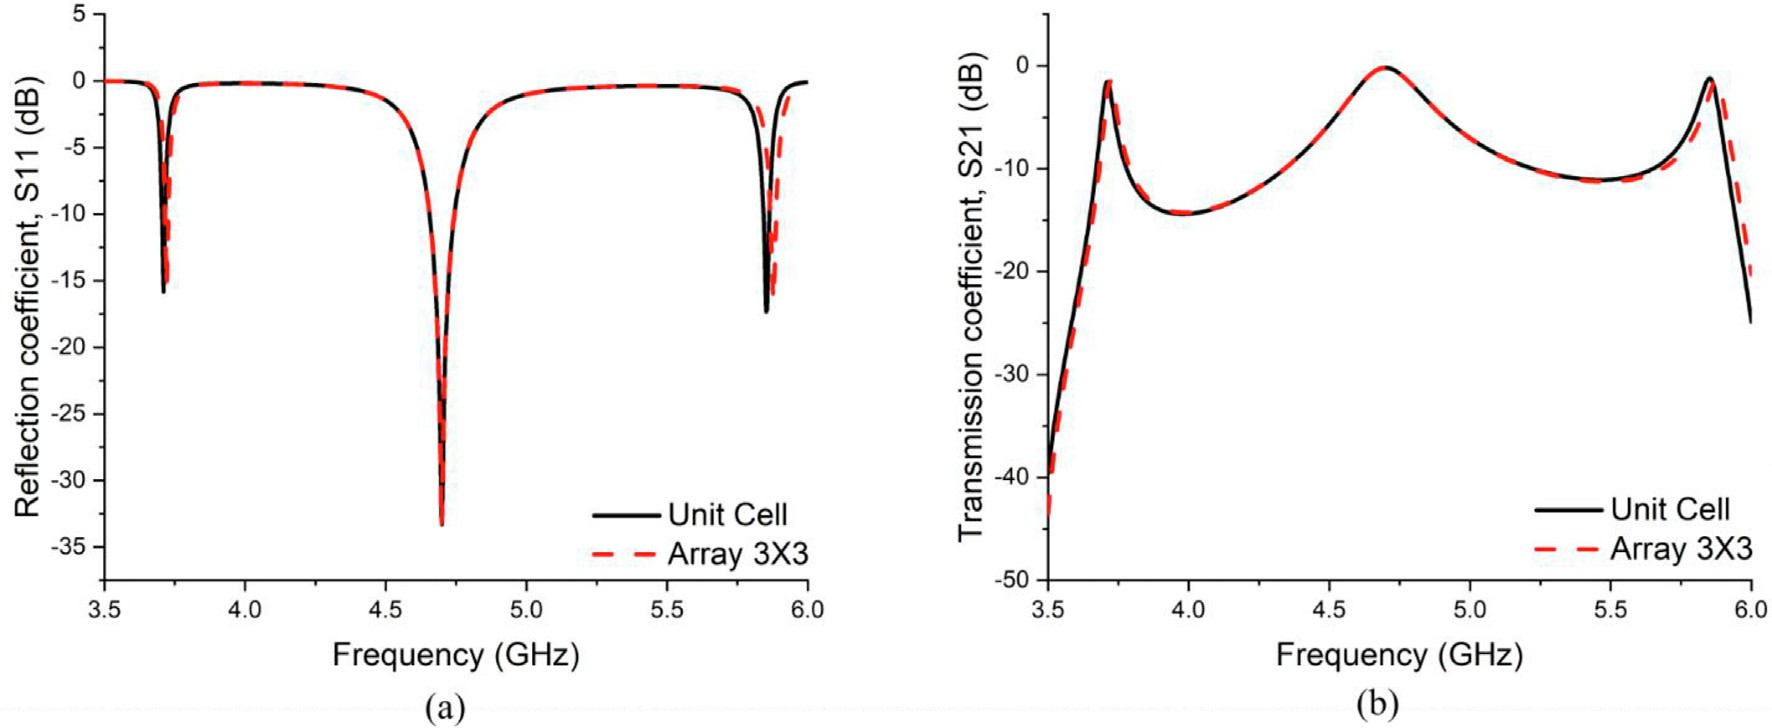 5
0
-5
-10
-15
-20
-25
-30
-35
3.5 4.0 4.5 5.0 5.5 6.0
Reflection coefficient, S11 (dB)
Frequency (GHz)
Unit Cell
Array 3X3
(a)
0
-10
-20
-30
-40
-50
3.5 4.0 4.5 5.0 5.5 6.0
Transmission coefficient, S21 (dB)
Frequency (GHz)
Unit Cell
Array 3X3
(b)